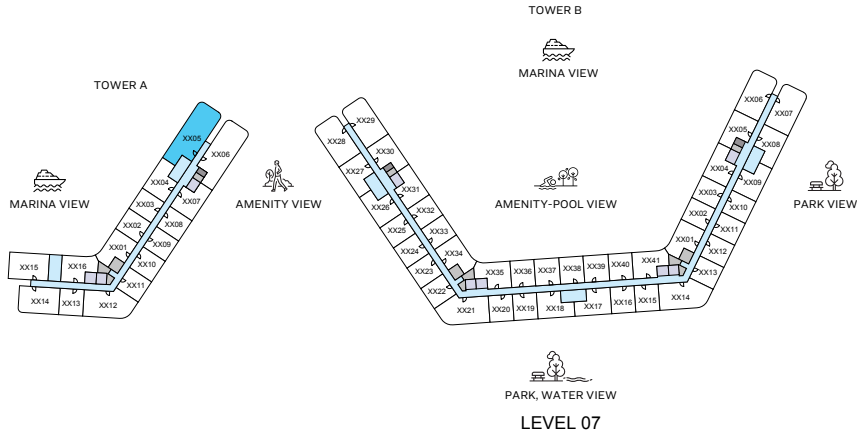 TOWER B
MARINA VIEW
TOWER A
XX05
XX06
XX04
XX07
XX03
XX08
XX02
XX09
XX01
XX10
XX16
XX11
XX15
XX14
XX13
XX12
MARINA VIEW
AMENITY VIEW
XX29
XX28
XX30
XX27
XX31
XX26
XX32
XX25
XX33
XX24
XX34
XX23
XX22
XX35
XX36
XX37
XX38
XX39
XX40
XX41
XX21
XX20
XX19
XX18
XX17
XX16
XX15
XX14
XX06
XX07
XX05
XX08
XX04
XX09
XX03
XX10
XX02
XX11
XX01
XX12
XX13
AMENITY-POOL VIEW
PARK VIEW
PARK, WATER VIEW
LEVEL 07